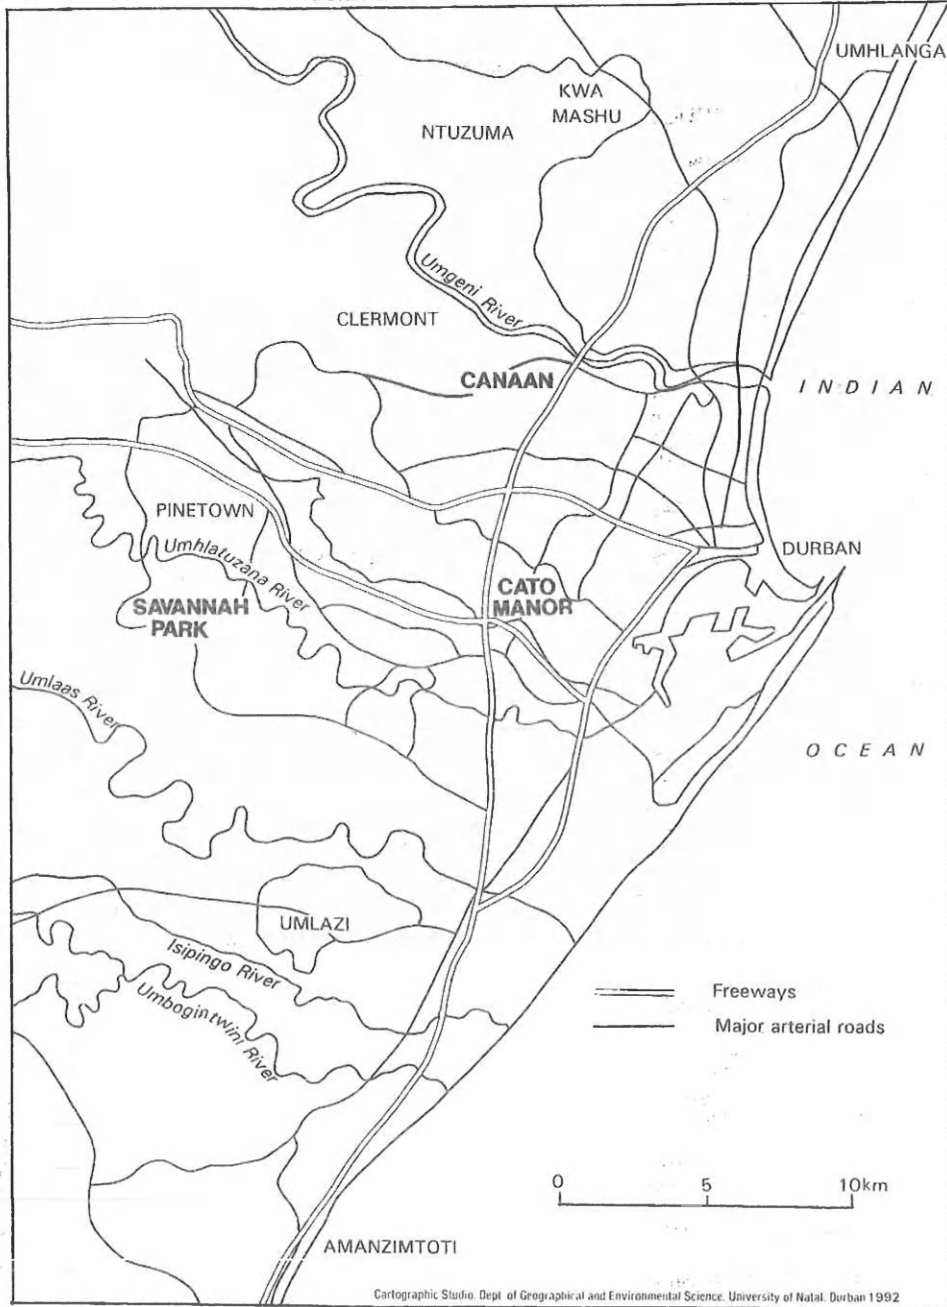 UMHLANGA
KWA
MASHU
NTUZUMA
Umgeni River
CLERMONT
CANAAN
INDIAN
PINETOWN
Umhlatuzana River
DURBAN
CATO
MANOR
SAVANNAH
PARK
Umlaas River
OCEAN
UMLAZI
Isipingo River
Umbogintwini River
Freeways
Major arterial roads
0 5 10km
AMANZIMTOTI
Cartographic Studio. Dept of Geographical and Environmental Science. University of Natal. Durban 1992